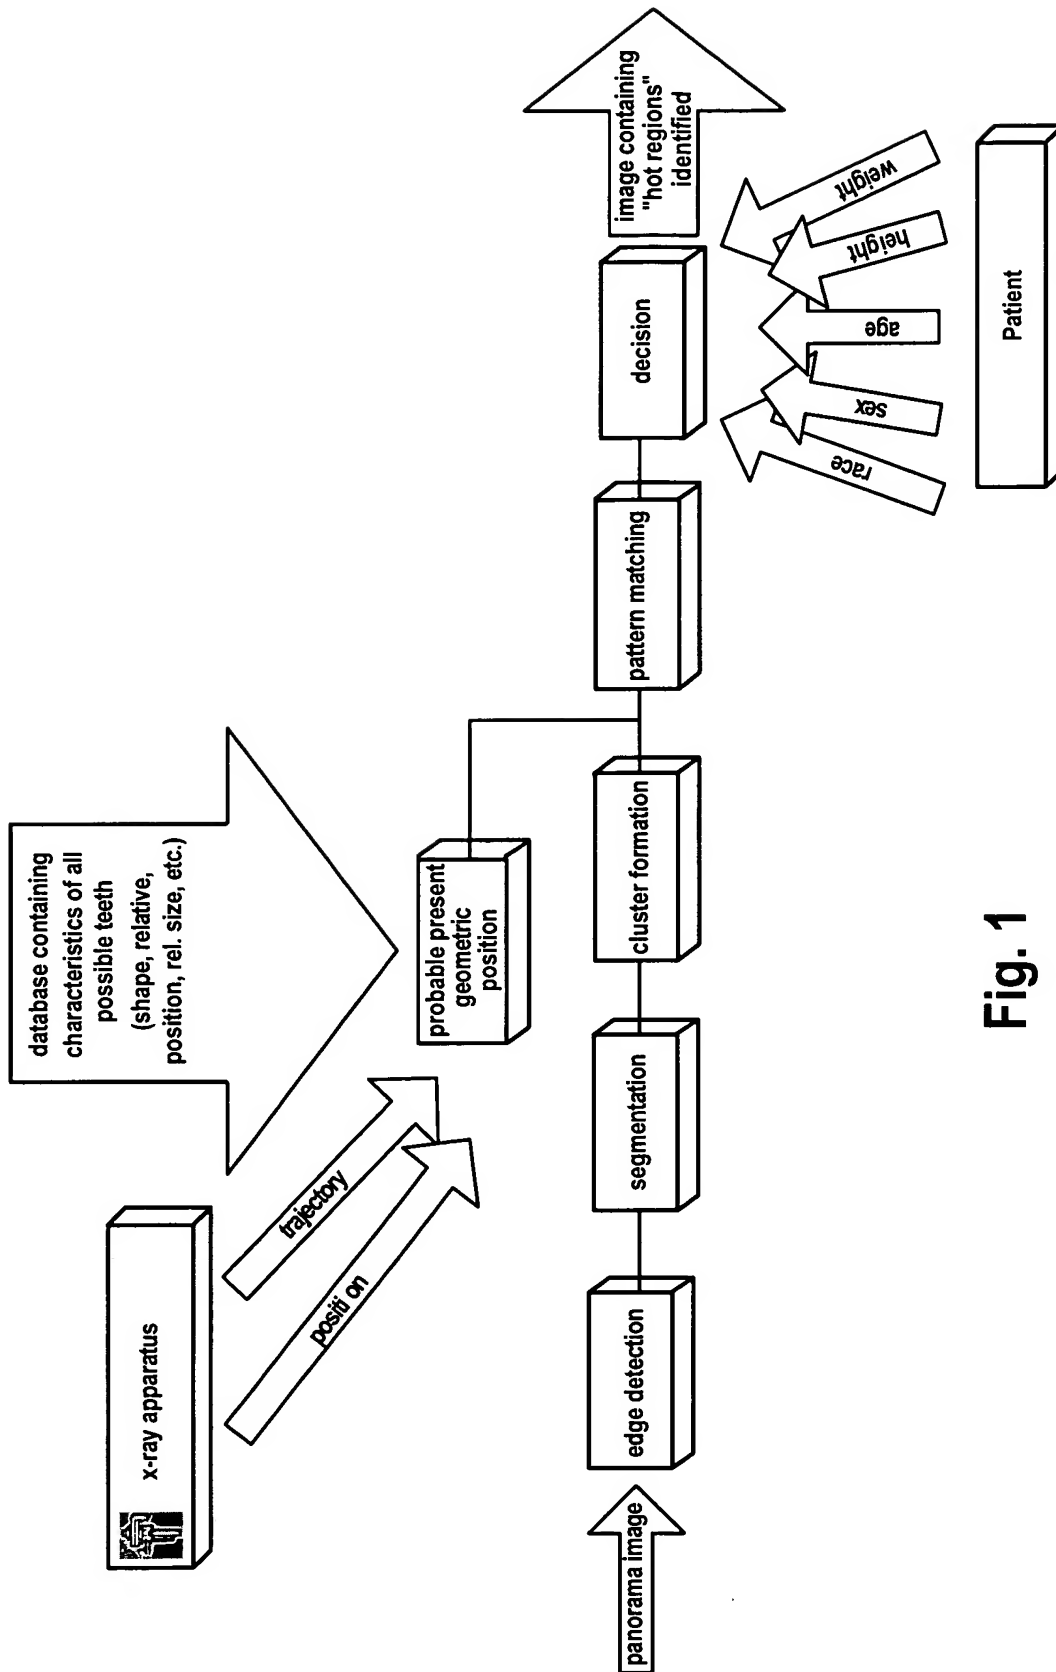 database containing
characteristics of all
possible teeth
(shape, relative,
position, rel. size, etc.)
x-ray apparatus
trajectory
positi on
probable present
geometric
position
panorama image
edge detection
segmentation
cluster formation
pattern matching
decision
image containing
"hot regions"
identified
race
sex
age
height
weight
Patient
Fig. 1